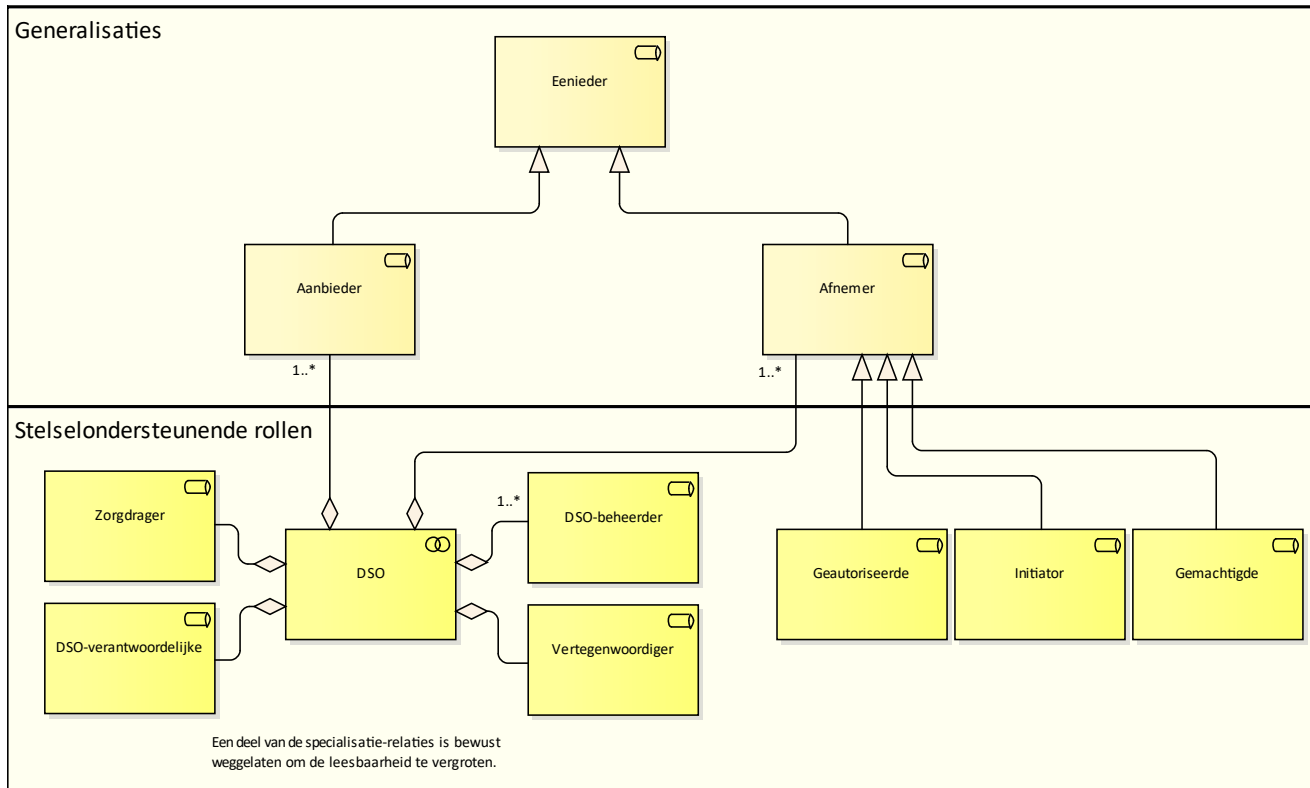 Generalisaties
Eenieder
Aanbieder
Afnemer
1..*
1..*
Stelselondersteunende rollen
Zorgdrager
1..*
DSO-beheerder
DSO
Geautoriseerde
Initiator
Gemachtigde
DSO-verantwoordelijke
Vertegenwoordiger
Een deel van de specialisatie-relaties is bewust
weggelaten om de leesbaarheid te vergroten.